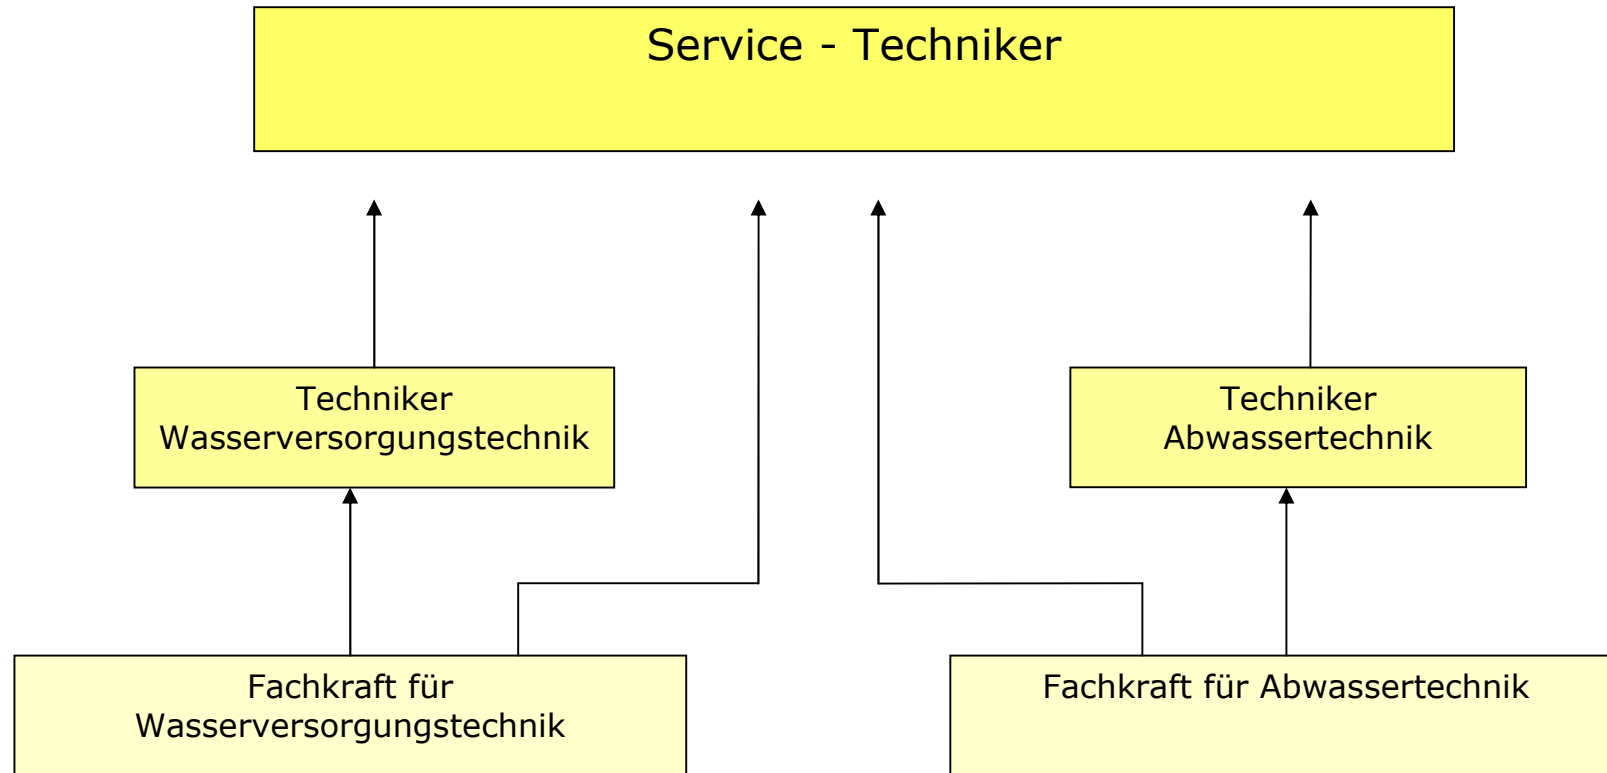 Service - Techniker
Techniker
Wasserversorgungstechnik
Techniker
Abwassertechnik
Fachkraft für
Wasserversorgungstechnik
Fachkraft für Abwassertechnik